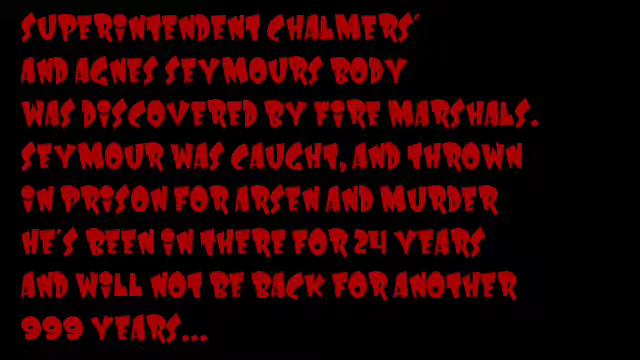 SUPERINTENDENT CHALMERS'
AND AGNES SEYMOURS BODY
WAS DISCOVERED BY FIRE MARSHALS.
SEYMOUR WAS CAUGHT, AND THROWN
IN PRISON FOR ARSEN AND MURDER
HE'S BEEN IN THERE FOR 24 YEARS
AND WILL NOT BE BACK FOR ANOTHER
999 YEARS...